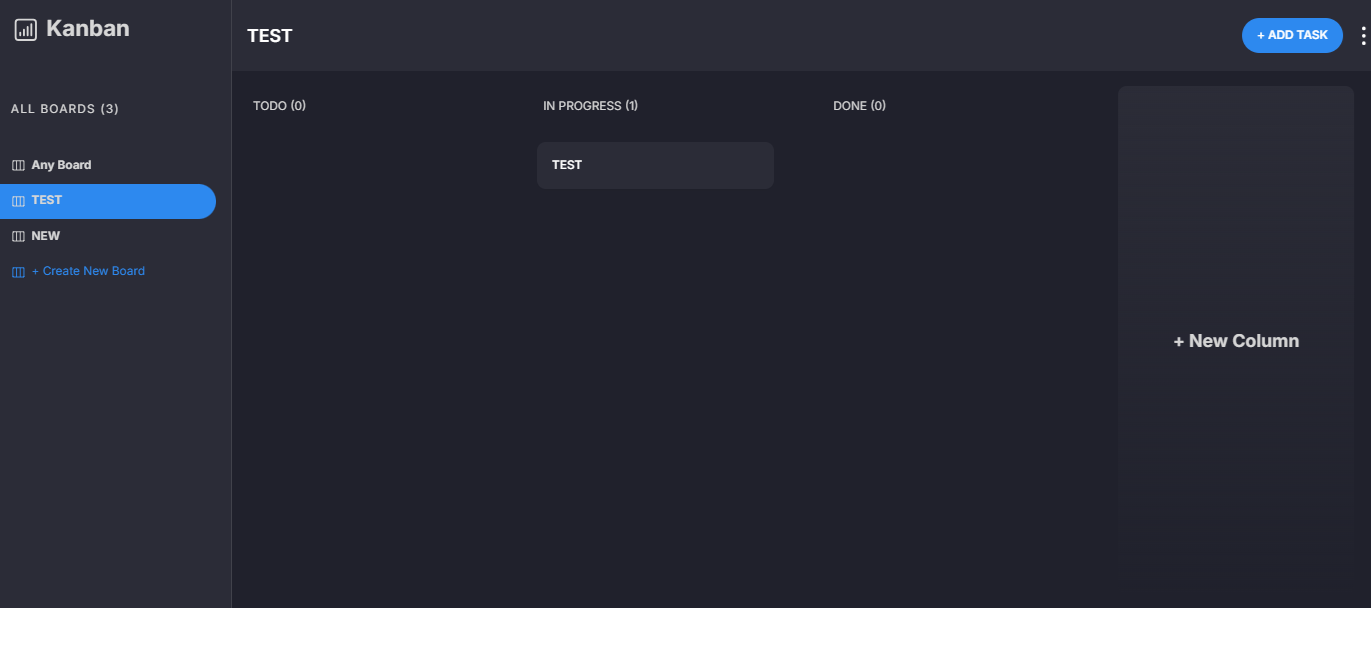 Kanban
ALL BOARDS (3)
Any Board
TEST
NEW
+ Create New Board
TEST
+ ADD TASK
TODO (0)
IN PROGRESS (1)
TEST
DONE (0)
+ New Column